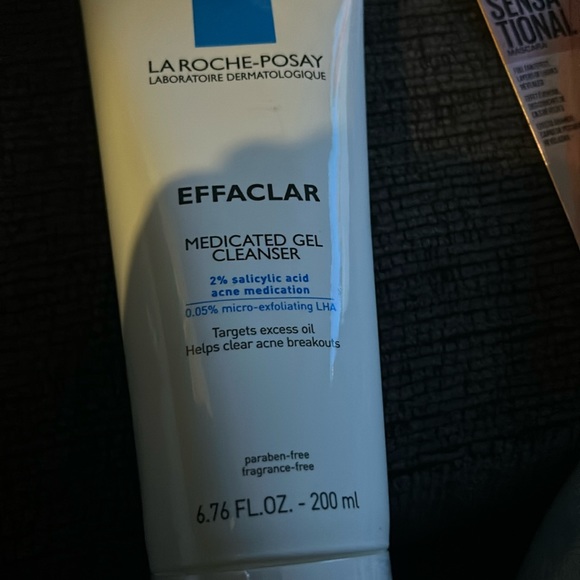 LA ROCHE-POSAY
LABORATOIRE DERMATOLOGIQUE
EFFACLAR
MEDICATED GEL
CLEANSER
2% salicylic acid
acne medication
0.05% micro-exfoliating LHA
Targets excess oil
Helps clear acne breakouts
paraben-free
fragrance-free
6.76 FL.OZ. - 200 ml
SENSA
TIONAL
MASCARA